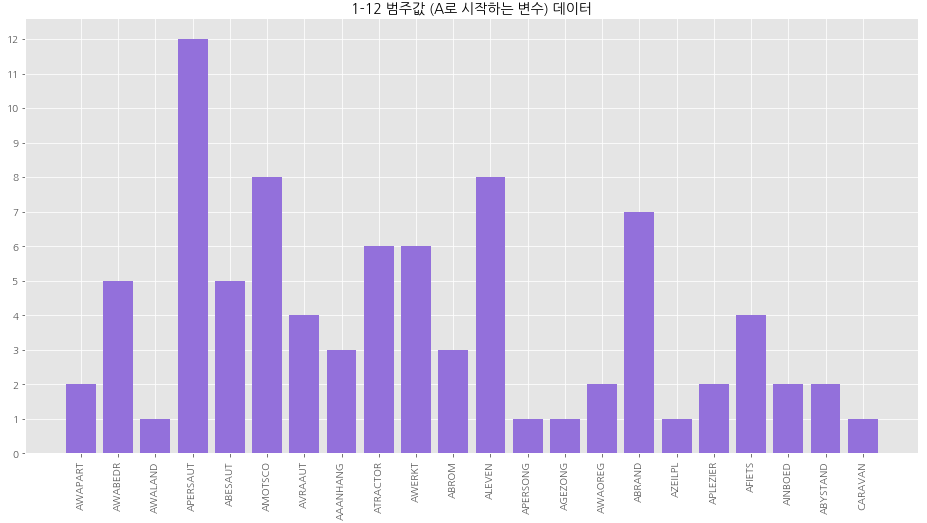 1-12 범주값 (A로 시작하는 변수) 데이터
12
11
10
9
8
7
6
5
4
3
2
1
0
AWAPART
AWABEDR
AWALAND
APERSAUT
ABESAUT
AMOTSCO
AVRAAUT
AAANHANG
ATRACTOR
AWERKT
ABROM
ALEVEN
APERSONG
AGEZONG
AWAOREG
ABRAND
AZEILPL
APLEZIER
AFIETS
AINBOED
ABYSTAND
CARAVAN